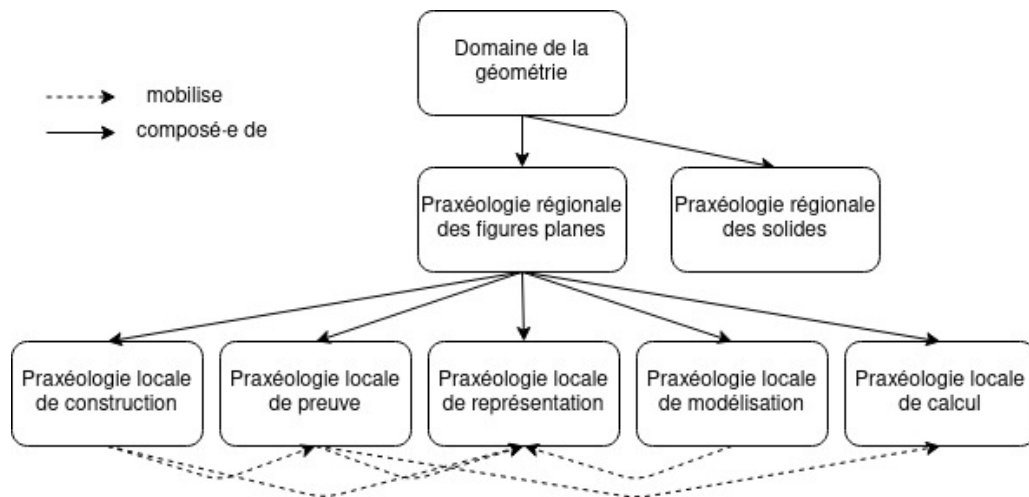 Domaine de la
géométrie
mobilise
composé·e de
Praxéologie régionale
des figures planes
Praxéologie régionale
des solides
Praxéologie locale
de construction
Praxéologie locale
de preuve
Praxéologie locale
de représentation
Praxéologie locale
de modélisation
Praxéologie locale
de calcul